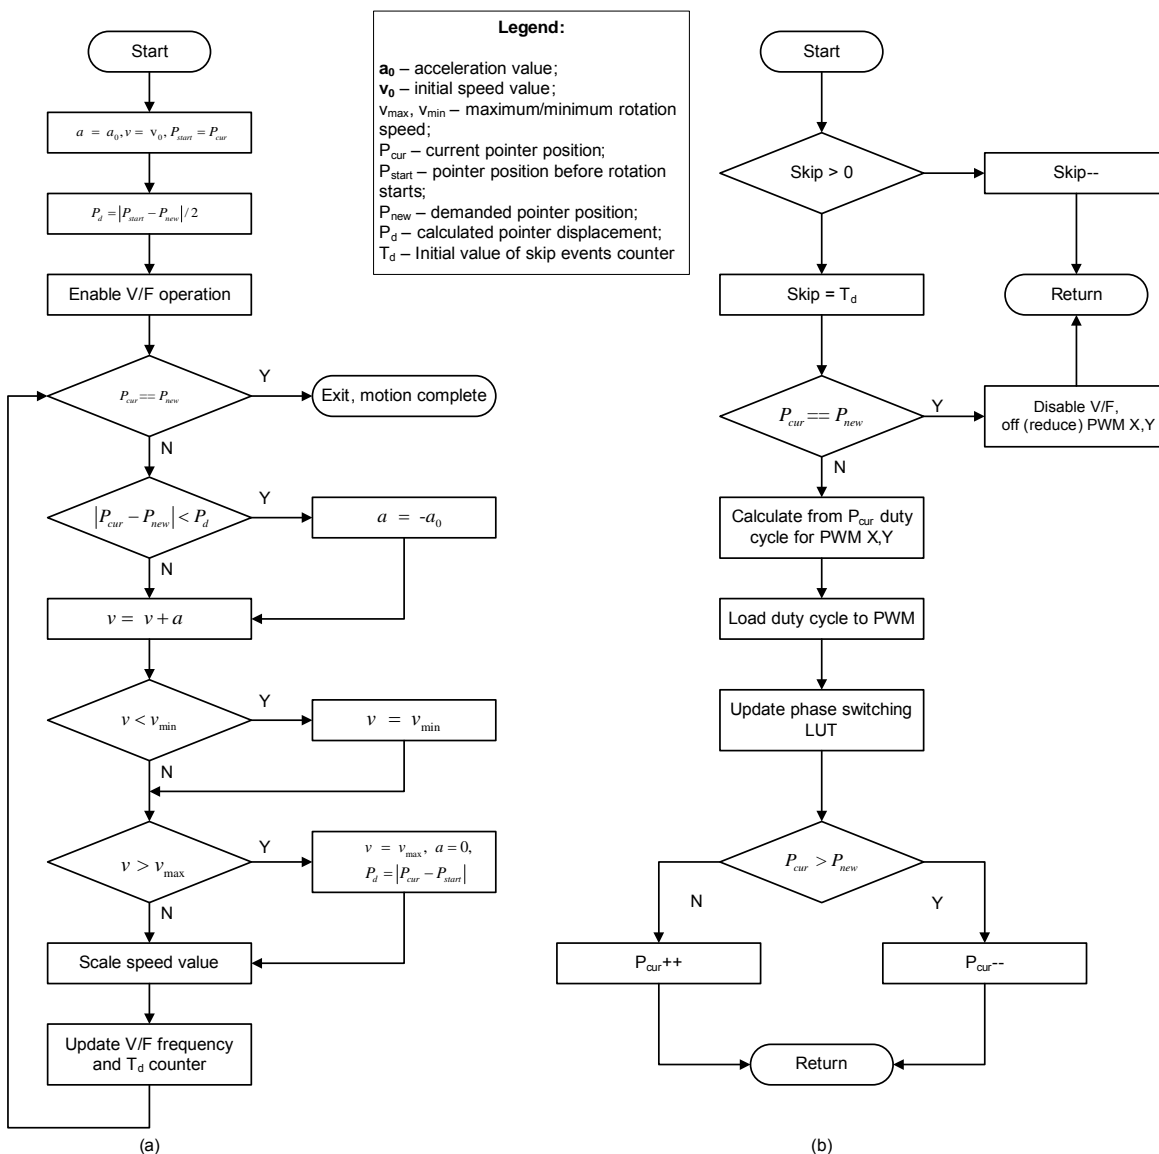 Start
a = a₀, v = v₀, Pstart = Pcur
Pd = |Pstart − Pnew| / 2
Enable V/F operation
Pcur == Pnew
Y
Exit, motion complete
N
|Pcur − Pnew| < Pd
Y
a = -a₀
N
v = v + a
v < vmin
Y
v = vmin
N
v > vmax
Y
v = vmax, a = 0,
Pd = |Pcur − Pstart|
N
Scale speed value
Update V/F frequency
and Td counter
(a)
Legend:
a₀ – acceleration value;
v₀ – initial speed value;
vmax, vmin – maximum/minimum rotation
speed;
Pcur – current pointer position;
Pstart – pointer position before rotation
starts;
Pnew – demanded pointer position;
Pd – calculated pointer displacement;
Td – Initial value of skip events counter
Start
Skip > 0
Skip--
Return
Skip = Td
Pcur == Pnew
Y
Disable V/F,
off (reduce) PWM X,Y
N
Calculate from Pcur duty
cycle for PWM X,Y
Load duty cycle to PWM
Update phase switching
LUT
Pcur > Pnew
N
Y
Pcur++
Pcur--
Return
(b)